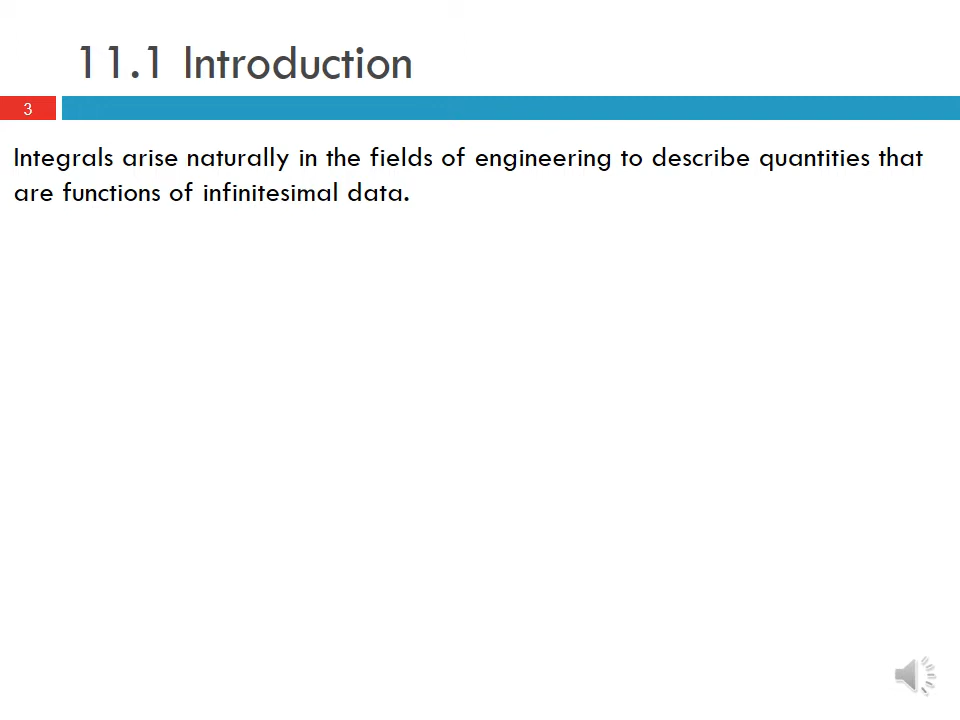 11.1 Introduction
3
Integrals arise naturally in the fields of engineering to describe quantities that
are functions of infinitesimal data.